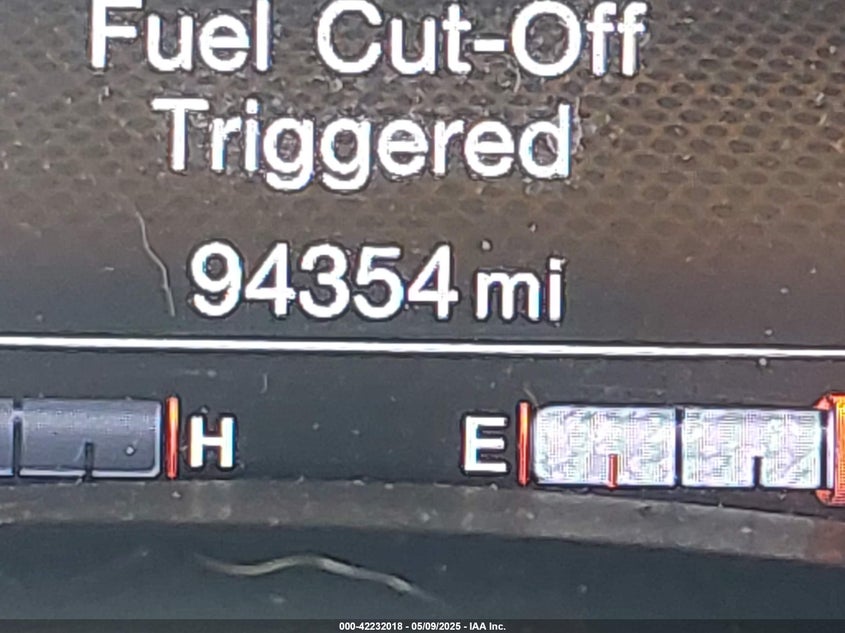 Fuel Cut-Off
Triggered
94354 mi
H E
000-42232018 - 05/09/2025 - IAA Inc.